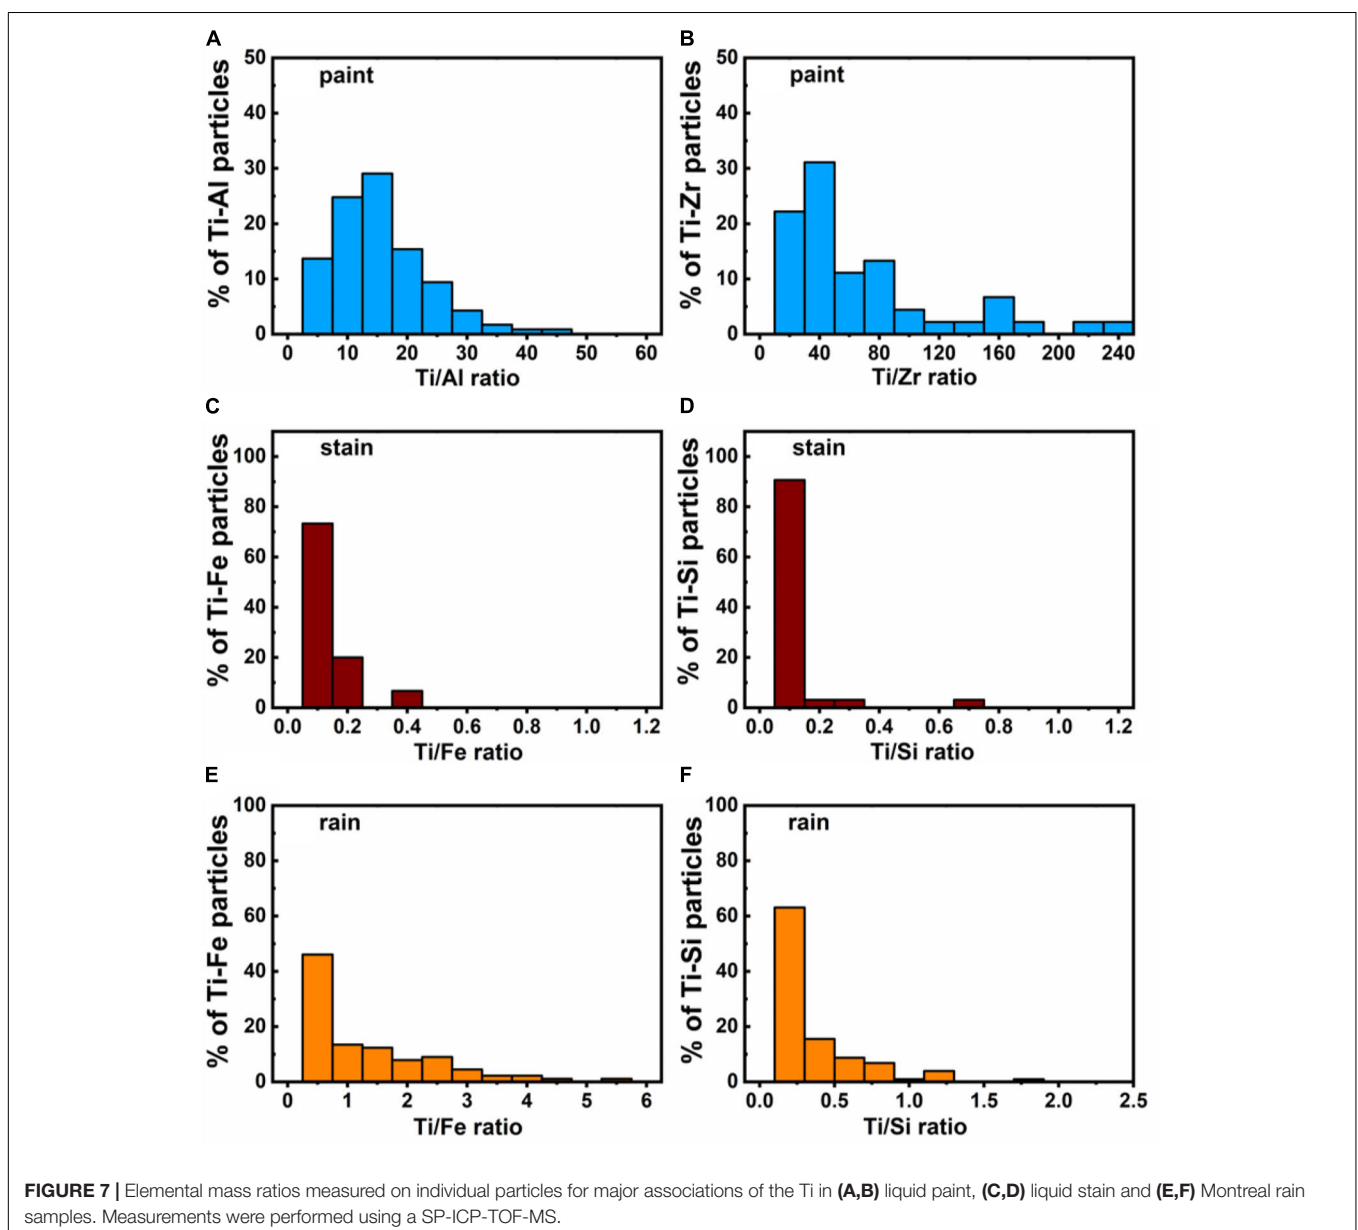 A
B
50
40
30
20
10
0
% of Ti-Al particles
paint
0 10 20 30 40 50 60
Ti/Al ratio
50
40
30
20
10
0
% of Ti-Zr particles
paint
0 40 80 120 160 200 240
Ti/Zr ratio
C
D
100
80
60
40
20
0
% of Ti-Fe particles
stain
0.0 0.2 0.4 0.6 0.8 1.0 1.2
Ti/Fe ratio
100
80
60
40
20
0
% of Ti-Si particles
stain
0.0 0.2 0.4 0.6 0.8 1.0 1.2
Ti/Si ratio
E
F
100
80
60
40
20
0
% of Ti-Fe particles
rain
0 1 2 3 4 5 6
Ti/Fe ratio
100
80
60
40
20
0
% of Ti-Si particles
rain
0.0 0.5 1.0 1.5 2.0 2.5
Ti/Si ratio
FIGURE 7 | Elemental mass ratios measured on individual particles for major associations of the Ti in (A,B) liquid paint, (C,D) liquid stain and (E,F) Montreal rain
samples. Measurements were performed using a SP-ICP-TOF-MS.